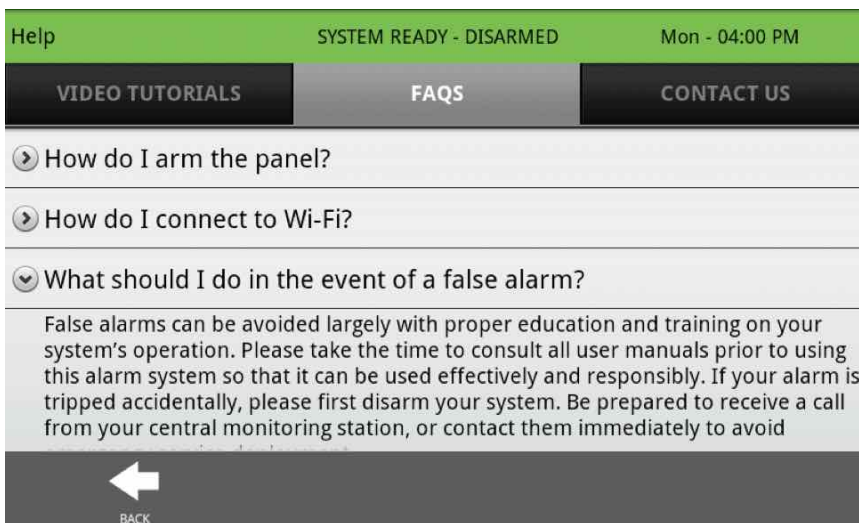 Help SYSTEM READY - DISARMED Mon - 04:00 PM
VIDEO TUTORIALS FAQS CONTACT US
How do I arm the panel?
How do I connect to Wi-Fi?
What should I do in the event of a false alarm?
False alarms can be avoided largely with proper education and training on your
system's operation. Please take the time to consult all user manuals prior to using
this alarm system so that it can be used effectively and responsibly. If your alarm is
tripped accidentally, please first disarm your system. Be prepared to receive a call
from your central monitoring station, or contact them immediately to avoid
BACK